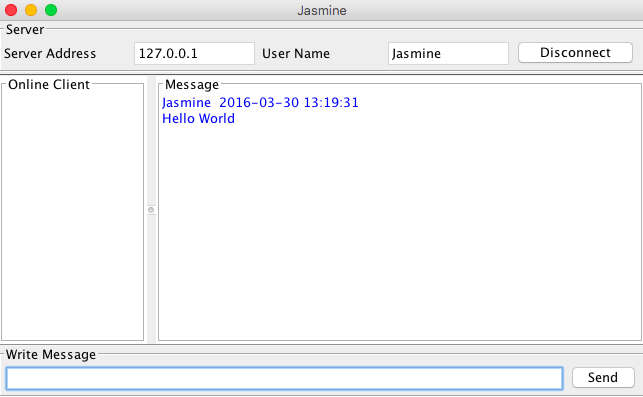 Jasmine
Server
Server Address 127.0.0.1 User Name Jasmine Disconnect
Online Client
Message
Jasmine 2016-03-30 13:19:31
Hello World
Write Message
Send